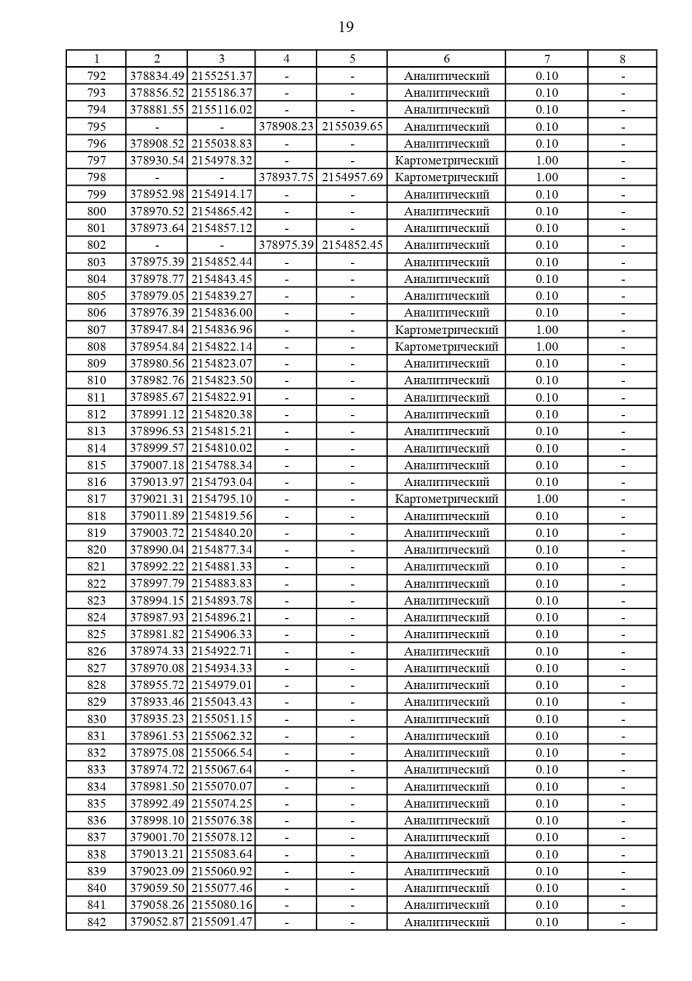 19
1 2 3 4 5 6 7 8
792 378834.49 2155251.37 - - Аналитический 0.10 -
793 378856.52 2155186.37 - - Аналитический 0.10 -
794 378881.55 2155116.02 - - Аналитический 0.10 -
795 - - 378908.23 2155039.65 Аналитический 0.10 -
796 378908.52 2155038.83 - - Аналитический 0.10 -
797 378930.54 2154978.32 - - Картометрический 1.00 -
798 - - 378937.75 2154957.69 Картометрический 1.00 -
799 378952.98 2154914.17 - - Аналитический 0.10 -
800 378970.52 2154865.42 - - Аналитический 0.10 -
801 378973.64 2154857.12 - - Аналитический 0.10 -
802 - - 378975.39 2154852.45 Аналитический 0.10 -
803 378975.39 2154852.44 - - Аналитический 0.10 -
804 378978.77 2154843.45 - - Аналитический 0.10 -
805 378979.05 2154839.27 - - Аналитический 0.10 -
806 378976.39 2154836.00 - - Аналитический 0.10 -
807 378947.84 2154836.96 - - Картометрический 1.00 -
808 378954.84 2154822.14 - - Картометрический 1.00 -
809 378980.56 2154823.07 - - Аналитический 0.10 -
810 378982.76 2154823.50 - - Аналитический 0.10 -
811 378985.67 2154822.91 - - Аналитический 0.10 -
812 378991.12 2154820.38 - - Аналитический 0.10 -
813 378996.53 2154815.21 - - Аналитический 0.10 -
814 378999.57 2154810.02 - - Аналитический 0.10 -
815 379007.18 2154788.34 - - Аналитический 0.10 -
816 379013.97 2154793.04 - - Аналитический 0.10 -
817 379021.31 2154795.10 - - Картометрический 1.00 -
818 379011.89 2154819.56 - - Аналитический 0.10 -
819 379003.72 2154840.20 - - Аналитический 0.10 -
820 378990.04 2154877.34 - - Аналитический 0.10 -
821 378992.22 2154881.33 - - Аналитический 0.10 -
822 378997.79 2154883.83 - - Аналитический 0.10 -
823 378994.15 2154893.78 - - Аналитический 0.10 -
824 378987.93 2154896.21 - - Аналитический 0.10 -
825 378981.82 2154906.33 - - Аналитический 0.10 -
826 378974.33 2154922.71 - - Аналитический 0.10 -
827 378970.08 2154934.33 - - Аналитический 0.10 -
828 378955.72 2154979.01 - - Аналитический 0.10 -
829 378933.46 2155043.43 - - Аналитический 0.10 -
830 378935.23 2155051.15 - - Аналитический 0.10 -
831 378961.53 2155062.32 - - Аналитический 0.10 -
832 378975.08 2155066.54 - - Аналитический 0.10 -
833 378974.72 2155067.64 - - Аналитический 0.10 -
834 378981.50 2155070.07 - - Аналитический 0.10 -
835 378992.49 2155074.25 - - Аналитический 0.10 -
836 378998.10 2155076.38 - - Аналитический 0.10 -
837 379001.70 2155078.12 - - Аналитический 0.10 -
838 379013.21 2155083.64 - - Аналитический 0.10 -
839 379023.09 2155060.92 - - Аналитический 0.10 -
840 379059.50 2155077.46 - - Аналитический 0.10 -
841 379058.26 2155080.16 - - Аналитический 0.10 -
842 379052.87 2155091.47 - - Аналитический 0.10 -